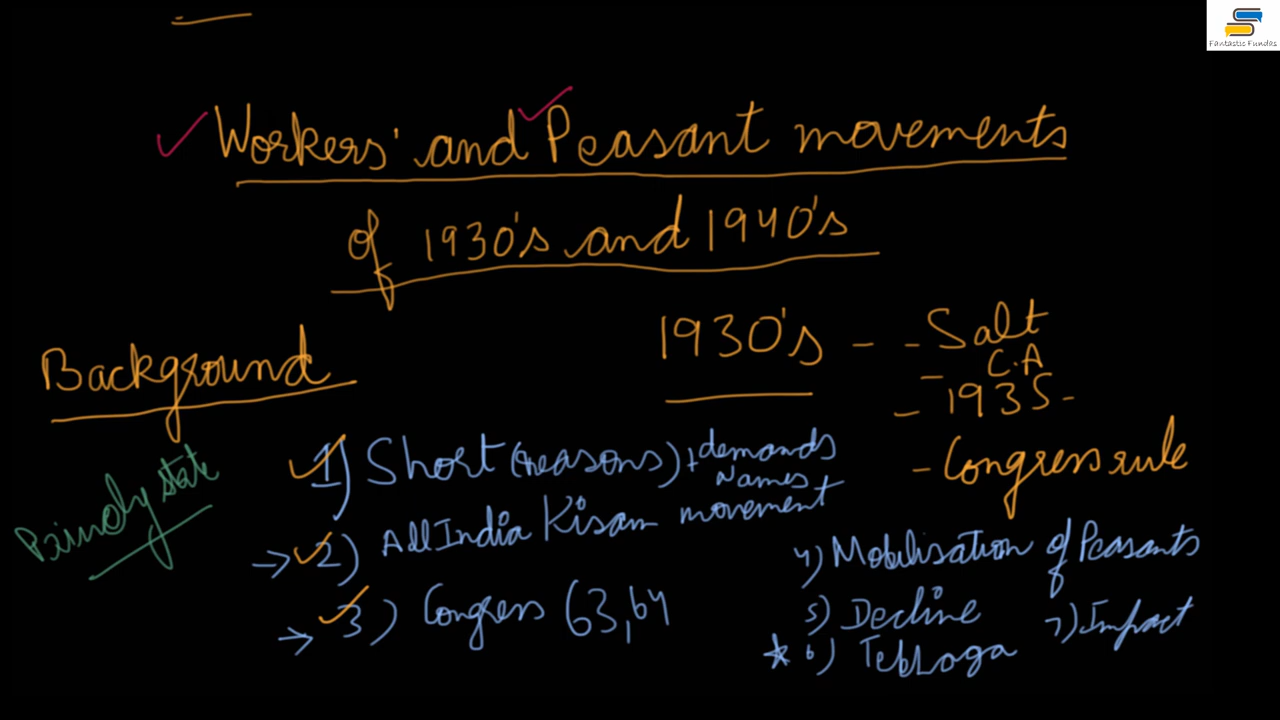 Fantastic Fundas
Workers' and Peasant movements
of 1930's and 1940's
1930's - - Salt
- C.A
- 1935 -
- Congress rule
Background
Princely state
1) Short (reasons) + demands
Names
2) All India Kisan movement
3) Congress (63,64
4) Mobilisation of Peasants
5) Decline
6) Tebhaga
7) Impact